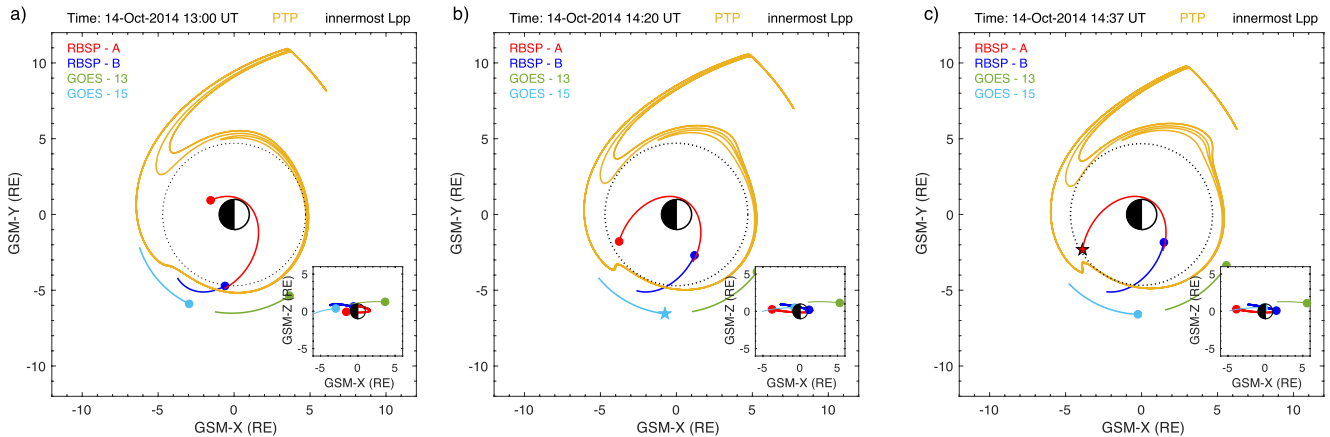 a)
Time: 14-Oct-2014 13:00 UT PTP innermost Lpp
RBSP - A
RBSP - B
GOES - 13
GOES - 15
10
5
0
-5
-10
GSM-Y (RE)
-10 -5 0 5 10
GSM-X (RE)
5
0
-5
GSM-Z (RE)
-5 0 5
GSM-X (RE)
b)
Time: 14-Oct-2014 14:20 UT PTP innermost Lpp
RBSP - A
RBSP - B
GOES - 13
GOES - 15
10
5
0
-5
-10
GSM-Y (RE)
-10 -5 0 5 10
GSM-X (RE)
5
0
-5
GSM-Z (RE)
-5 0 5
GSM-X (RE)
c)
Time: 14-Oct-2014 14:37 UT PTP innermost Lpp
RBSP - A
RBSP - B
GOES - 13
GOES - 15
10
5
0
-5
-10
GSM-Y (RE)
-10 -5 0 5 10
GSM-X (RE)
5
0
-5
GSM-Z (RE)
-5 0 5
GSM-X (RE)